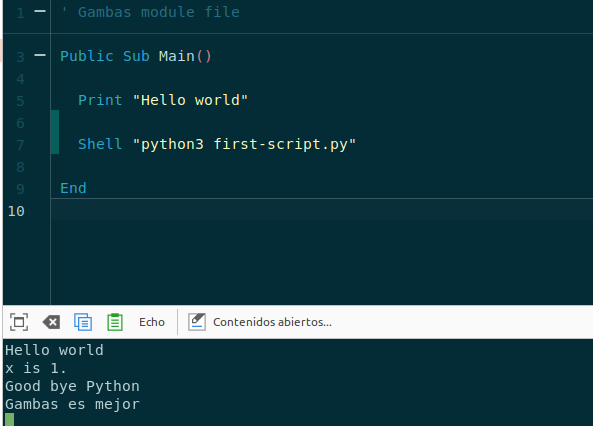 1 ' Gambas module file
3 Public Sub Main()
4
5 Print "Hello world"
6
7 Shell "python3 first-script.py"
8
9 End
10
Echo Contenidos abiertos...
Hello world
x is 1.
Good bye Python
Gambas es mejor